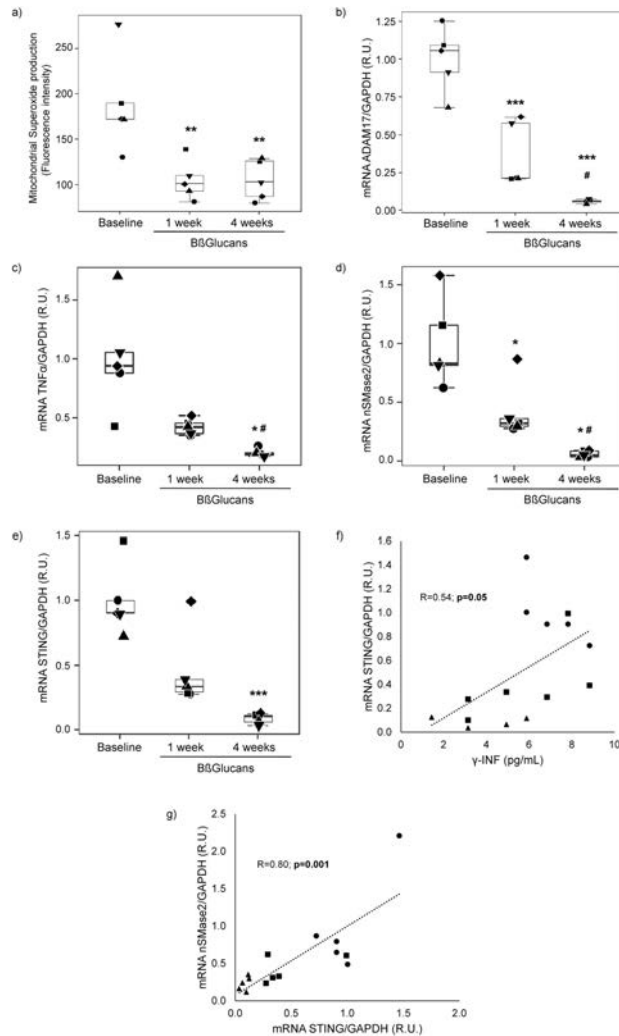 a)
Mitochondrial Superoxide production
(Fluorescence intensity)
250
200
150
100
**
**
Baseline
1 week
4 weeks
BßGlucans
b)
mRNA ADAM17/GAPDH (R.U.)
1.25
1.00
0.75
0.50
0.25
0.00
***
***
#
Baseline
1 week
4 weeks
BßGlucans
c)
mRNA TNFα/GAPDH (R.U.)
1.5
1.0
0.5
* #
Baseline
1 week
4 weeks
BßGlucans
d)
mRNA nSMase2/GAPDH (R.U.)
1.5
1.0
0.5
0.0
*
* #
Baseline
1 week
4 weeks
BßGlucans
e)
mRNA STING/GAPDH (R.U.)
1.5
1.0
0.5
0.0
***
Baseline
1 week
4 weeks
BßGlucans
f)
mRNA STING/GAPDH (R.U.)
1.6
1.4
1.2
1.0
0.8
0.6
0.4
0.2
0
R=0.54; p=0.05
0 2 4 6 8 10
γ-INF (pg/mL)
g)
mRNA nSMase2/GAPDH (R.U.)
2.5
2.0
1.5
1.0
0.5
0.0
R=0.80; p=0.001
0.0 0.5 1.0 1.5 2.0
mRNA STING/GAPDH (R.U.)